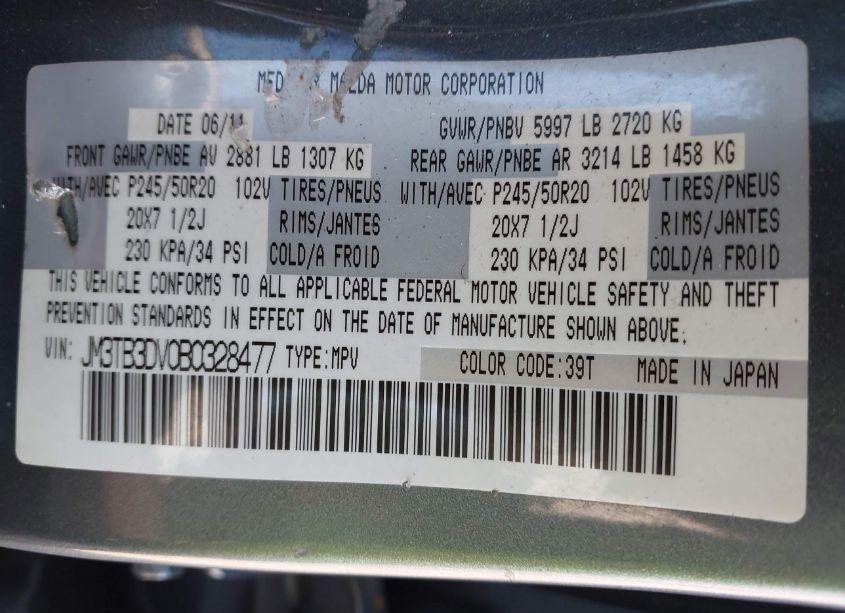 MFD MAZDA MOTOR CORPORATION
DATE 06/11 GVWR/PNBV 5997 LB 2720 KG
FRONT GAWR/PNBE AV 2881 LB 1307 KG REAR GAWR/PNBE AR 3214 LB 1458 KG
WITH/AVEC P245/50R20 102V TIRES/PNEUS WITH/AVEC P245/50R20 102V TIRES/PNEUS
20X7 1/2J RIMS/JANTES 20X7 1/2J RIMS/JANTES
230 KPA/34 PSI COLD/A FROID 230 KPA/34 PSI COLD/A FROID
THIS VEHICLE CONFORMS TO ALL APPLICABLE FEDERAL MOTOR VEHICLE SAFETY AND THEFT
PREVENTION STANDARDS IN EFFECT ON THE DATE OF MANUFACTURE SHOWN ABOVE.
VIN: JM3TB3DV0B0328477 TYPE:MPV COLOR CODE:39T MADE IN JAPAN